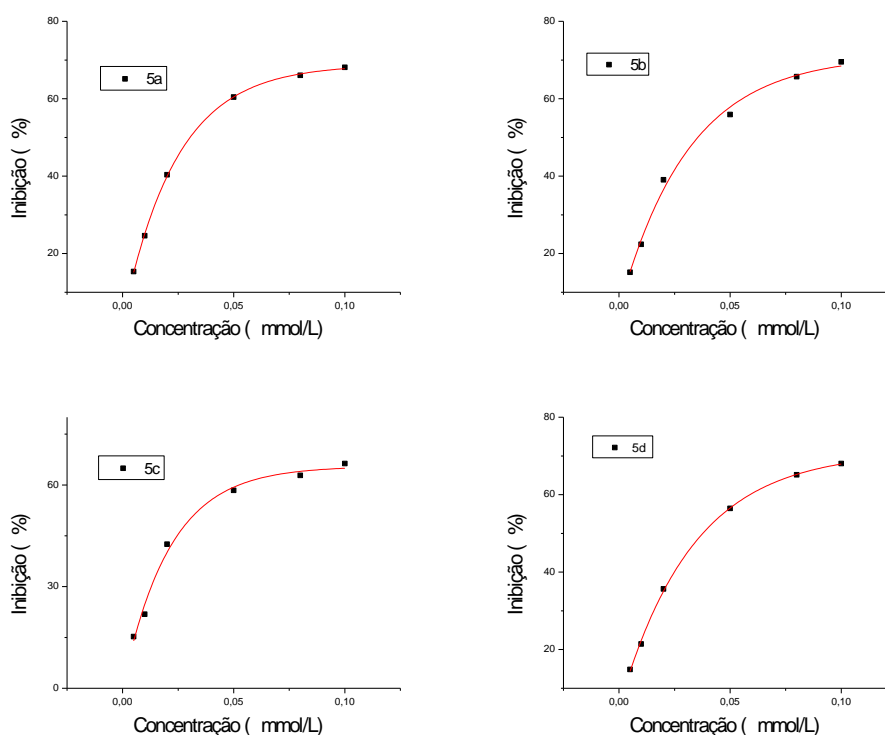 80
60
40
20
Inibição ( %)
5a
0,00 0,05 0,10
Concentração ( mmol/L)
80
60
40
20
Inibição ( %)
5b
0,00 0,05 0,10
Concentração ( mmol/L)
60
30
0
Inibição ( %)
5c
0,00 0,05 0,10
Concentração ( mmol/L)
80
60
40
20
Inibição ( %)
5d
0,00 0,05 0,10
Concentração ( mmol/L)